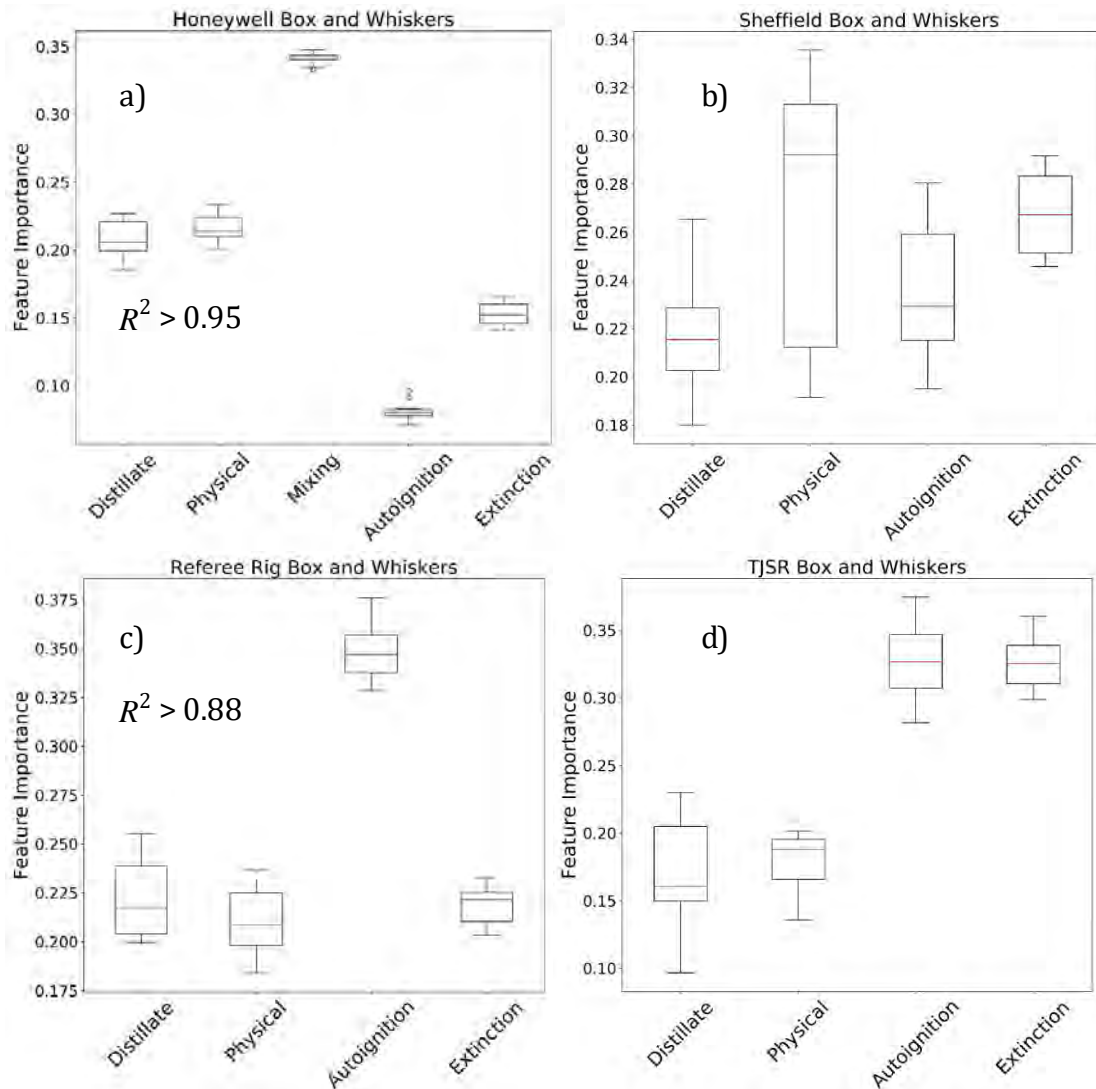 Honeywell Box and Whiskers
a)
R² > 0.95
Feature Importance
0.35
0.30
0.25
0.20
0.15
0.10
Distillate
Physical
Mixing
Autoignition
Extinction
Sheffield Box and Whiskers
b)
Feature Importance
0.34
0.32
0.30
0.28
0.26
0.24
0.22
0.20
0.18
Distillate
Physical
Autoignition
Extinction
Referee Rig Box and Whiskers
c)
R² > 0.88
Feature Importance
0.375
0.350
0.325
0.300
0.275
0.250
0.225
0.200
0.175
Distillate
Physical
Autoignition
Extinction
TJSR Box and Whiskers
d)
Feature Importance
0.35
0.30
0.25
0.20
0.15
0.10
Distillate
Physical
Autoignition
Extinction